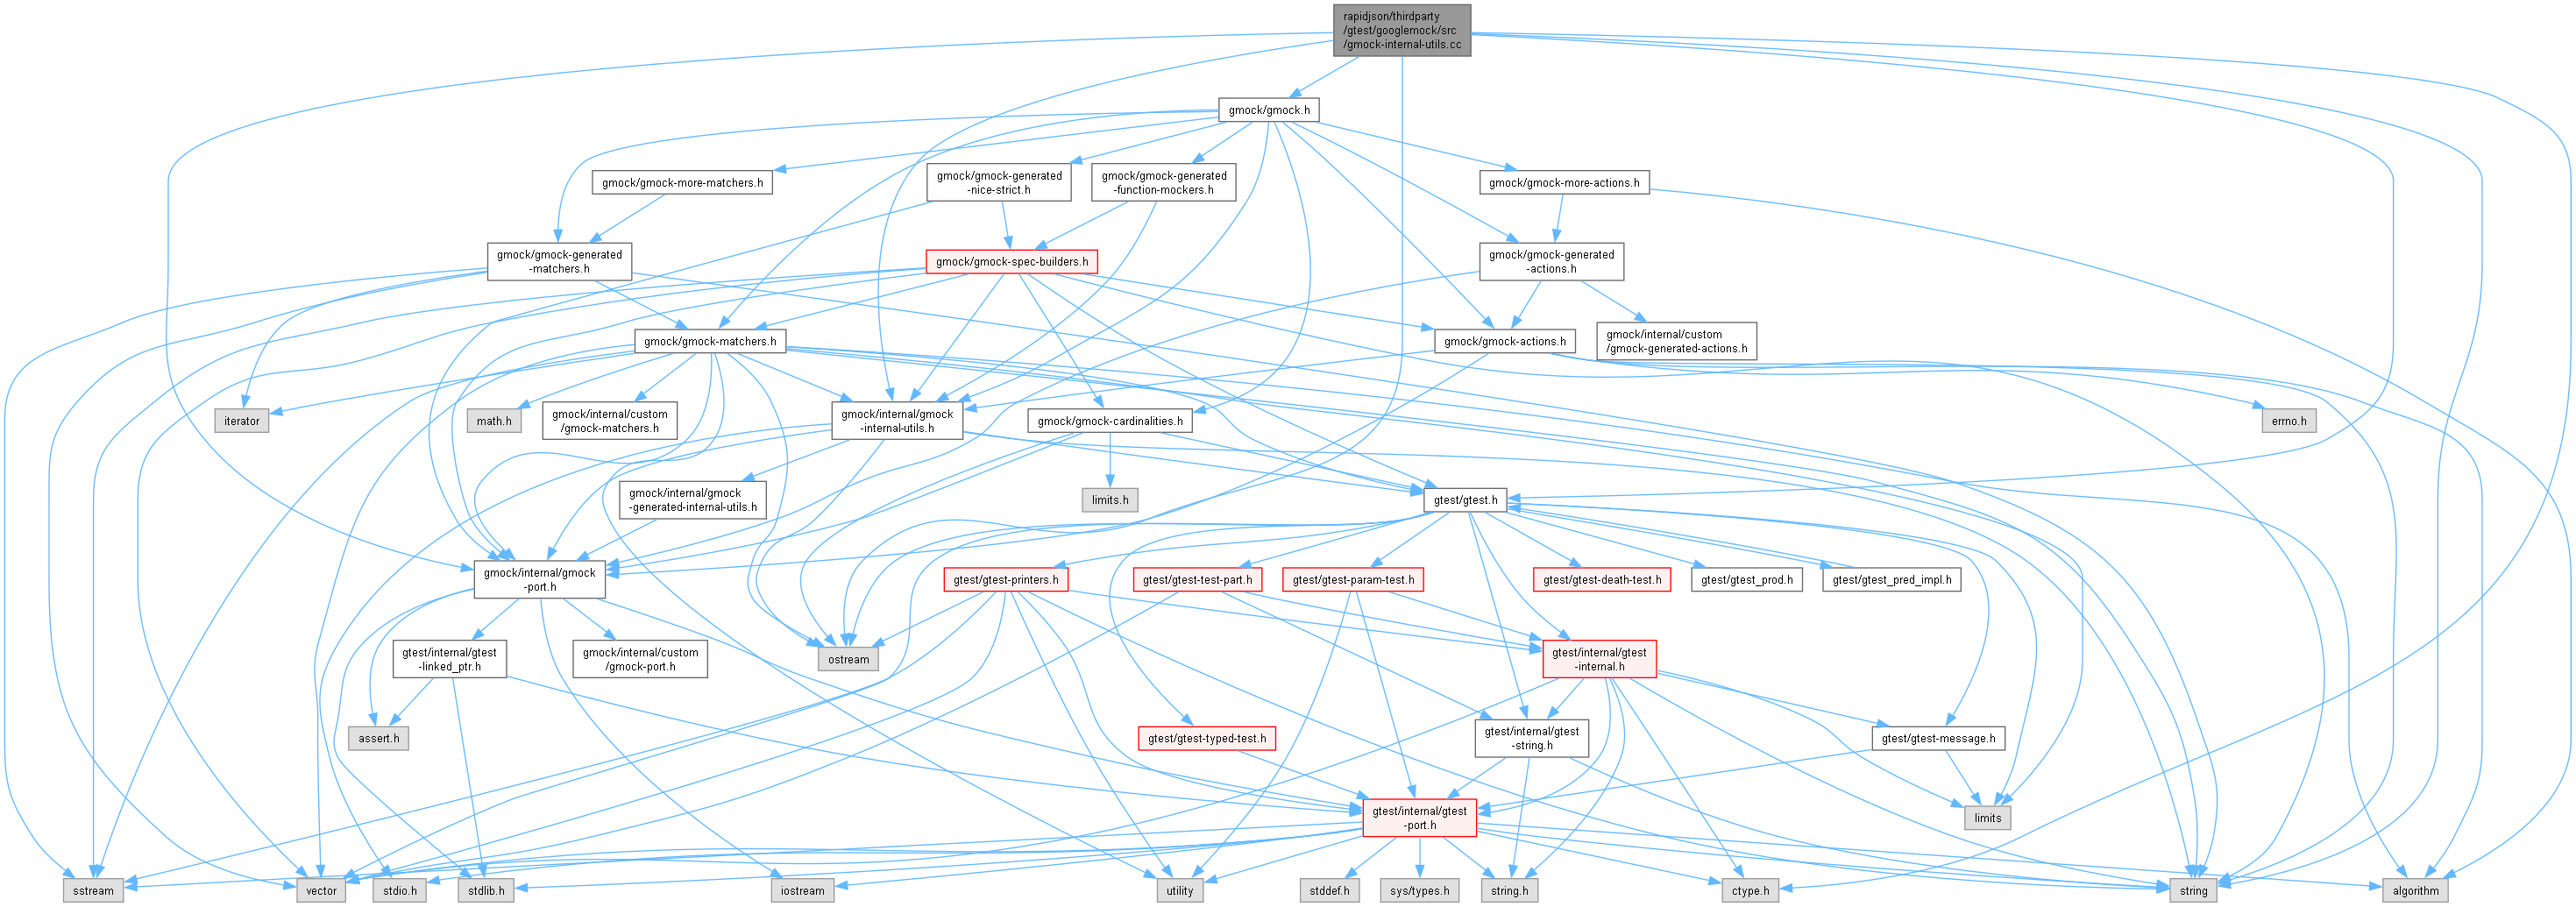 rapidjson/thirdparty
/gtest/googlemock/src
/gmock-internal-utils.cc
gmock/gmock.h
gmock/gmock-more-matchers.h
gmock/gmock-generated
-nice-strict.h
gmock/gmock-generated
-function-mockers.h
gmock/gmock-more-actions.h
gmock/gmock-generated
-matchers.h
gmock/gmock-spec-builders.h
gmock/gmock-generated
-actions.h
gmock/gmock-matchers.h
gmock/gmock-actions.h
gmock/internal/custom
/gmock-generated-actions.h
iterator
math.h
gmock/internal/custom
/gmock-matchers.h
gmock/internal/gmock
-internal-utils.h
gmock/gmock-cardinalities.h
errno.h
gmock/internal/gmock
-generated-internal-utils.h
limits.h
gtest/gtest.h
gmock/internal/gmock
-port.h
gtest/gtest-printers.h
gtest/gtest-test-part.h
gtest/gtest-param-test.h
gtest/gtest-death-test.h
gtest/gtest_prod.h
gtest/gtest_pred_impl.h
gtest/internal/gtest
-linked_ptr.h
gmock/internal/custom
/gmock-port.h
ostream
gtest/internal/gtest
-internal.h
assert.h
gtest/gtest-typed-test.h
gtest/internal/gtest
-string.h
gtest/gtest-message.h
gtest/internal/gtest
-port.h
limits
sstream
vector
stdio.h
stdlib.h
iostream
utility
stddef.h
sys/types.h
string.h
ctype.h
string
algorithm